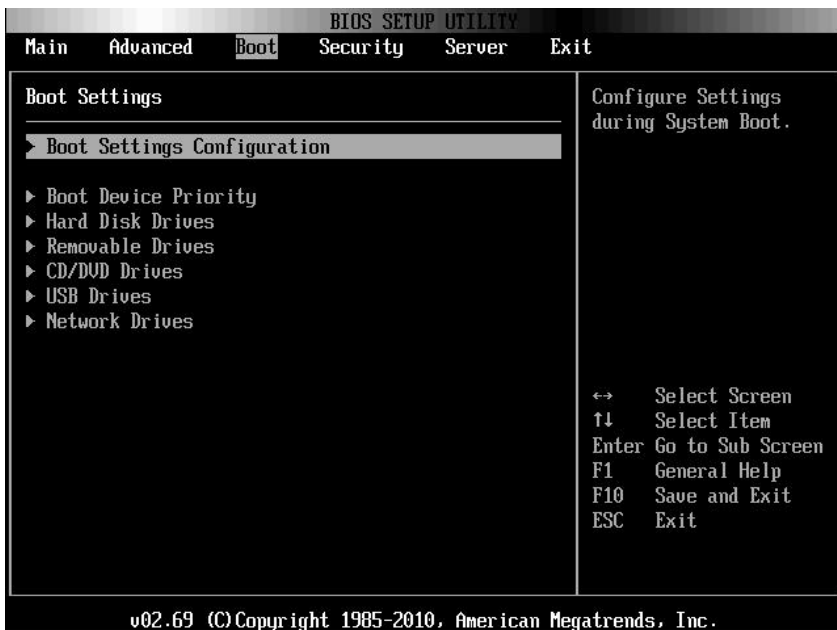 BIOS SETUP UTILITY
Main Advanced Boot Security Server Exit
Boot Settings
Boot Settings Configuration
Boot Device Priority
Hard Disk Drives
Removable Drives
CD/DVD Drives
USB Drives
Network Drives
Configure Settings
during System Boot.
←→ Select Screen
↑↓ Select Item
Enter Go to Sub Screen
F1 General Help
F10 Save and Exit
ESC Exit
v02.69 (C)Copyright 1985-2010, American Megatrends, Inc.